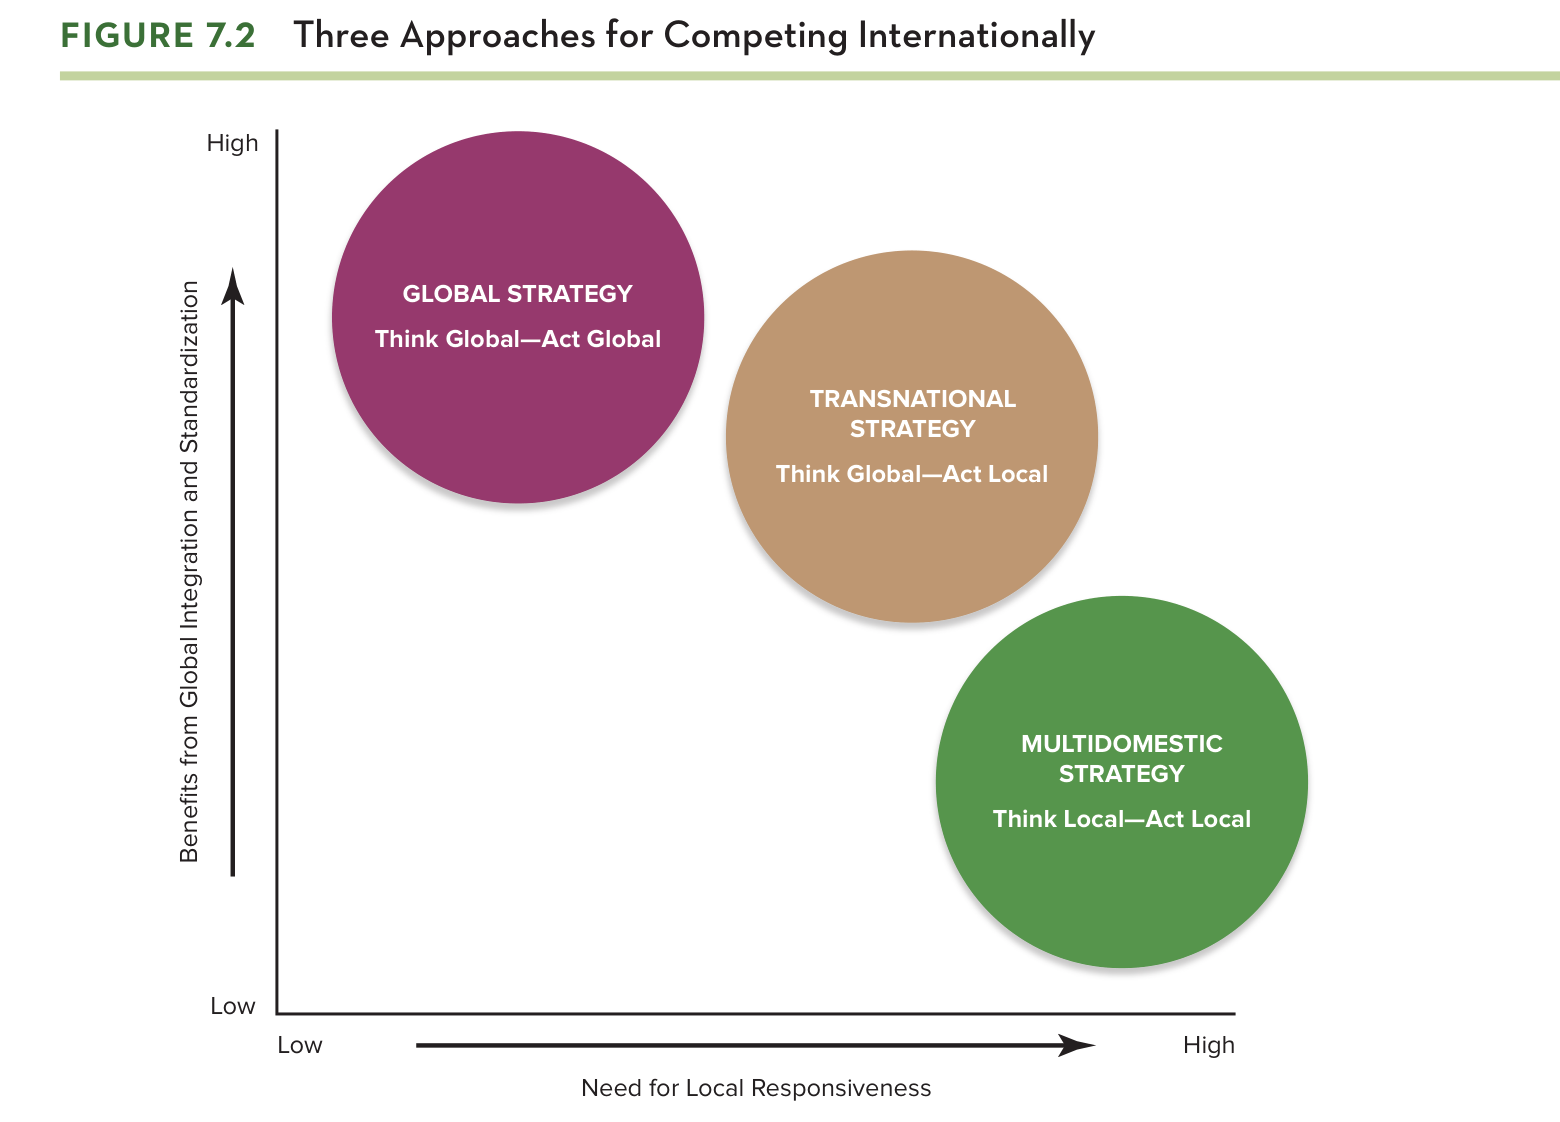 FIGURE 7.2 Three Approaches for Competing Internationally
High
Benefits from Global Integration and Standardization
GLOBAL STRATEGY
Think Global—Act Global
TRANSNATIONAL
STRATEGY
Think Global—Act Local
MULTIDOMESTIC
STRATEGY
Think Local—Act Local
Low
Low
High
Need for Local Responsiveness